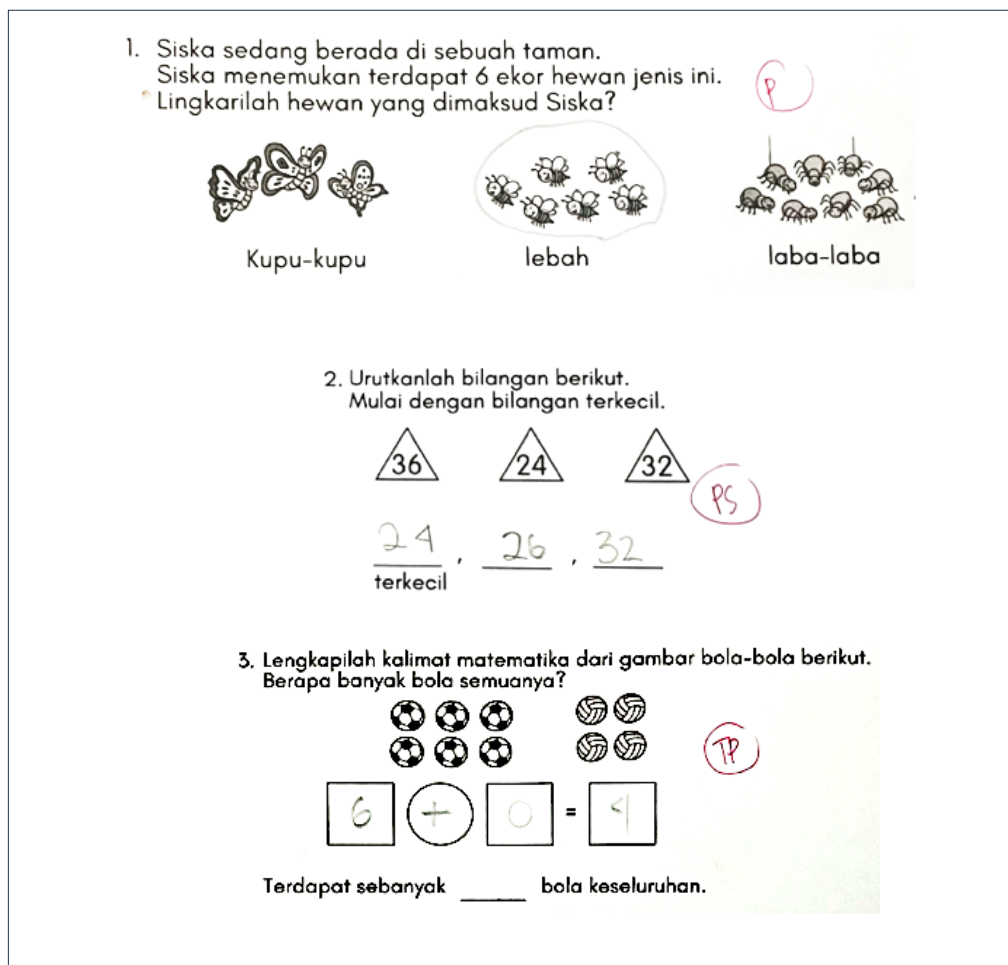 1. Siska sedang berada di sebuah taman.
Siska menemukan terdapat 6 ekor hewan jenis ini.
Lingkarilah hewan yang dimaksud Siska?
P
Kupu-kupu lebah laba-laba
2. Urutkanlah bilangan berikut.
Mulai dengan bilangan terkecil.
36 24 32
PS
24, 26, 32
terkecil
3. Lengkapilah kalimat matematika dari gambar bola-bola berikut.
Berapa banyak bola semuanya?
TP
6 + 0 = 4
Terdapat sebanyak ______ bola keseluruhan.